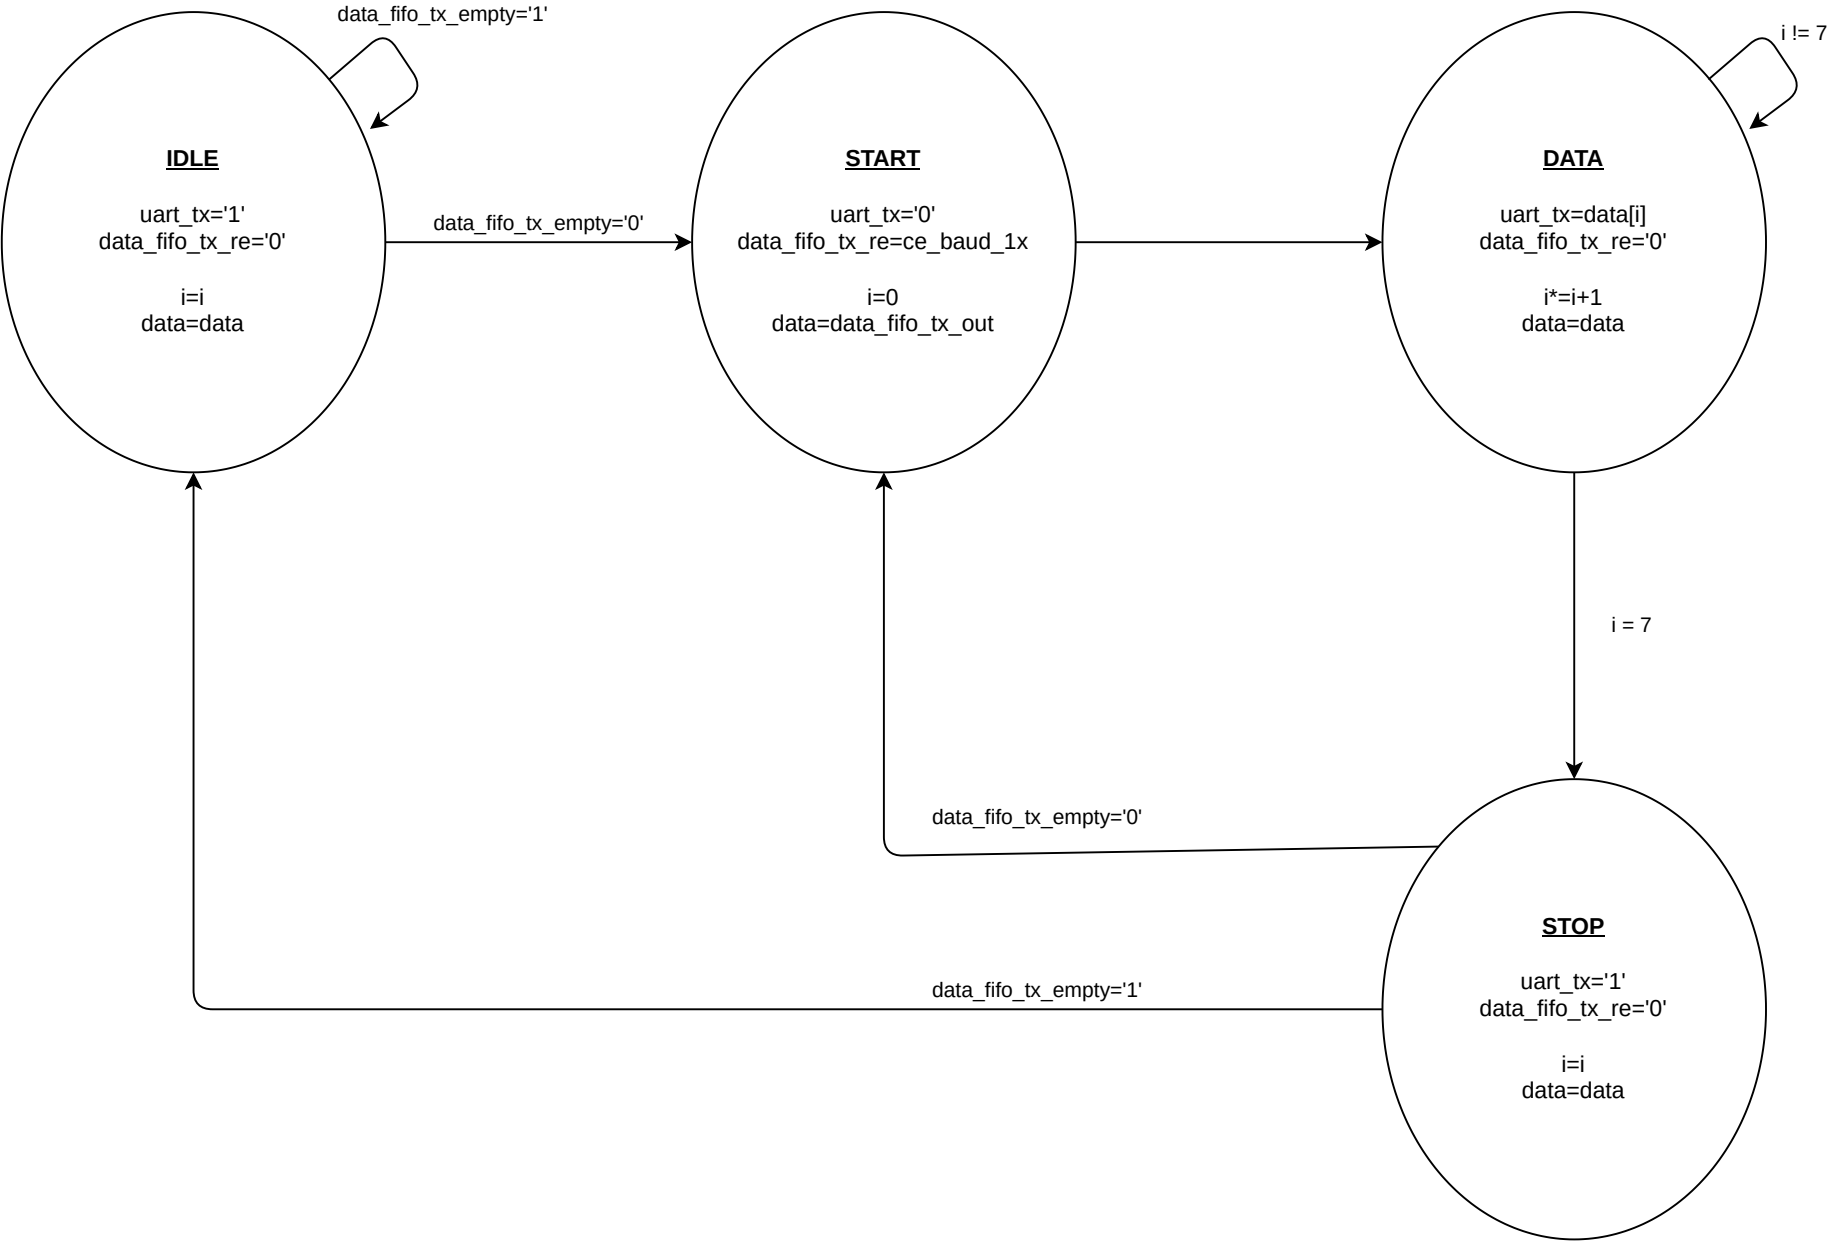 data_fifo_tx_empty='1'
i != 7
IDLE
uart_tx='1'
data_fifo_tx_re='0'
i=i
data=data
data_fifo_tx_empty='0'
START
uart_tx='0'
data_fifo_tx_re=ce_baud_1x
i=0
data=data_fifo_tx_out
DATA
uart_tx=data[i]
data_fifo_tx_re='0'
i*=i+1
data=data
i = 7
data_fifo_tx_empty='0'
data_fifo_tx_empty='1'
STOP
uart_tx='1'
data_fifo_tx_re='0'
i=i
data=data